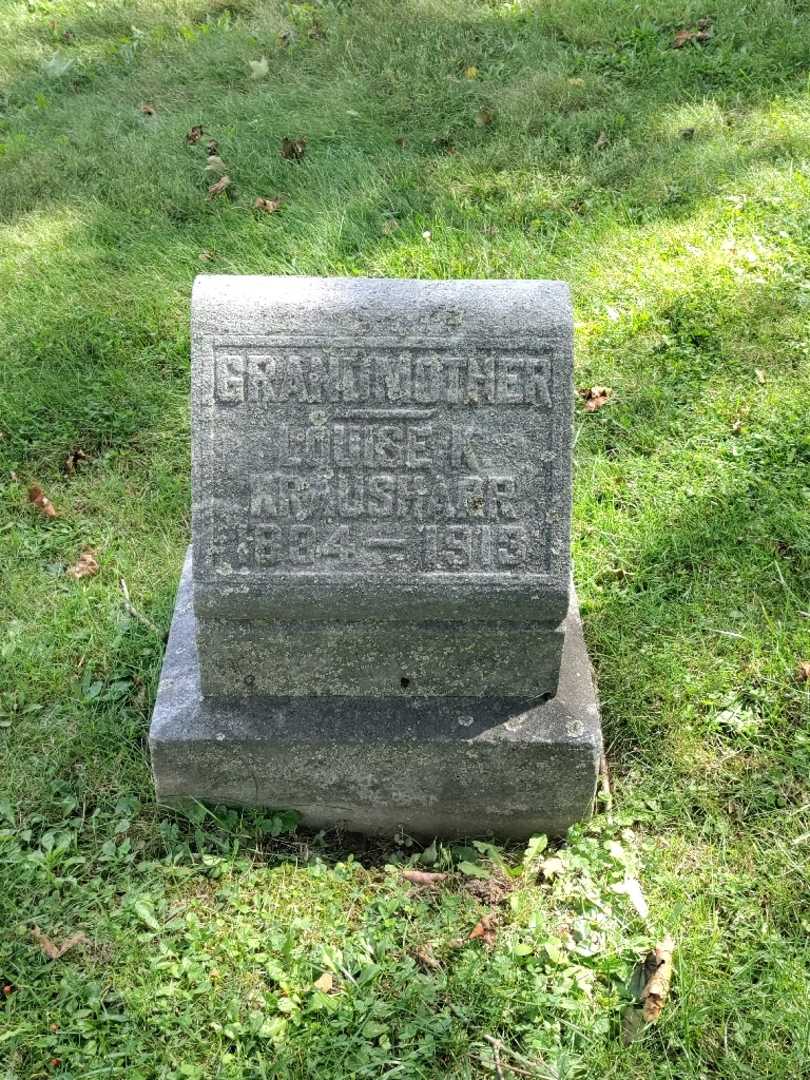 GRANDMOTHER
LOUISE K
KRAUSHAAR
1834 — 1913